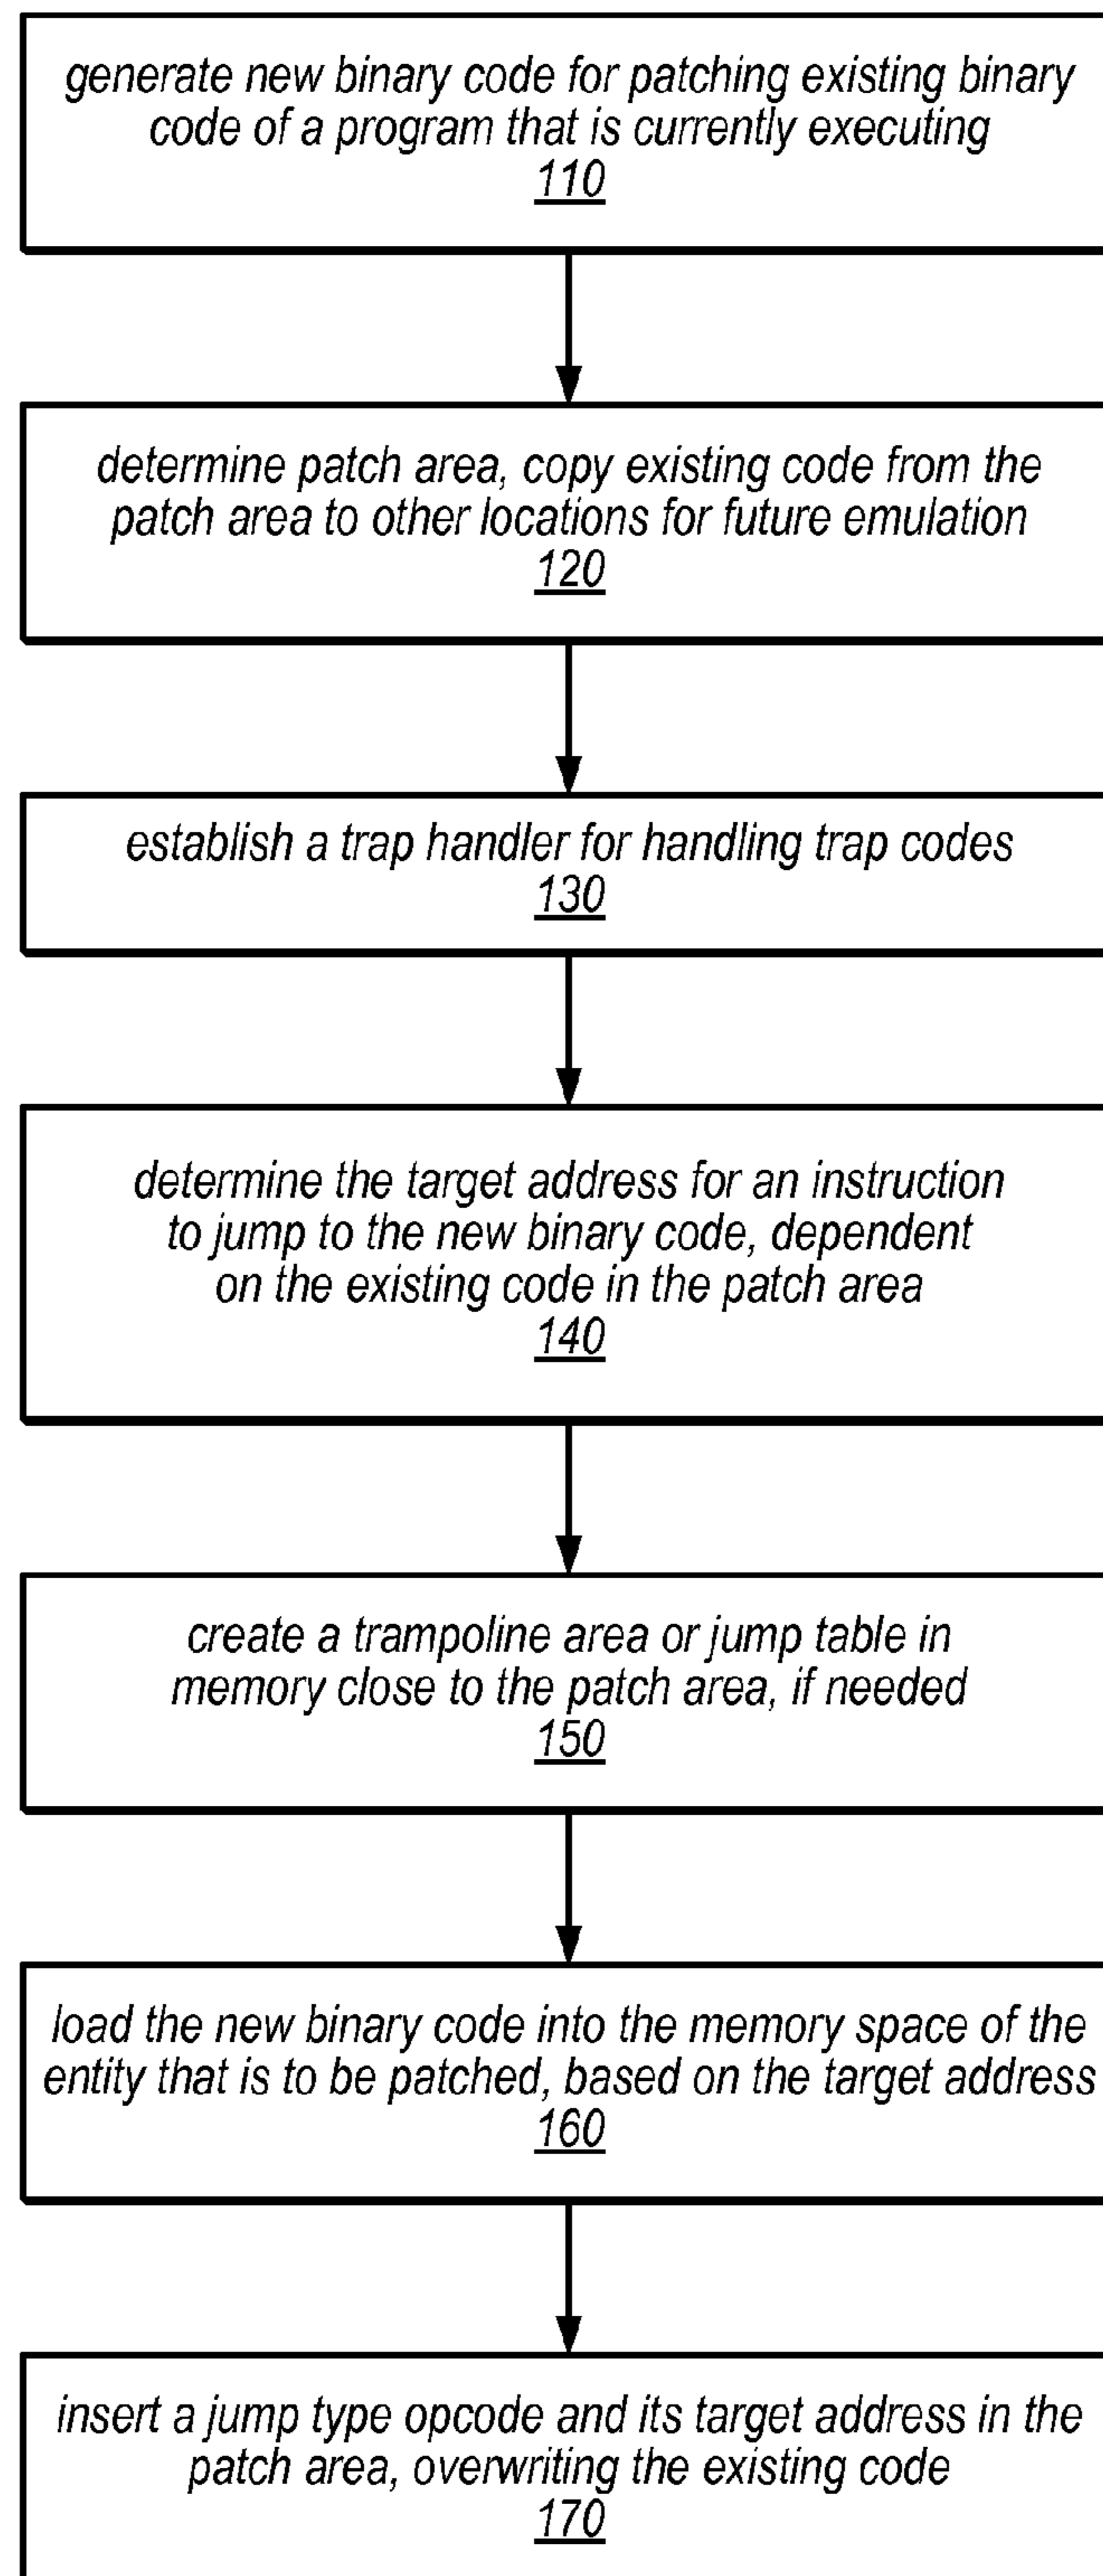 generate new binary code for patching existing binary
code of a program that is currently executing
110
determine patch area, copy existing code from the
patch area to other locations for future emulation
120
establish a trap handler for handling trap codes
130
determine the target address for an instruction
to jump to the new binary code, dependent
on the existing code in the patch area
140
create a trampoline area or jump table in
memory close to the patch area, if needed
150
load the new binary code into the memory space of the
entity that is to be patched, based on the target address
160
insert a jump type opcode and its target address in the
patch area, overwriting the existing code
170